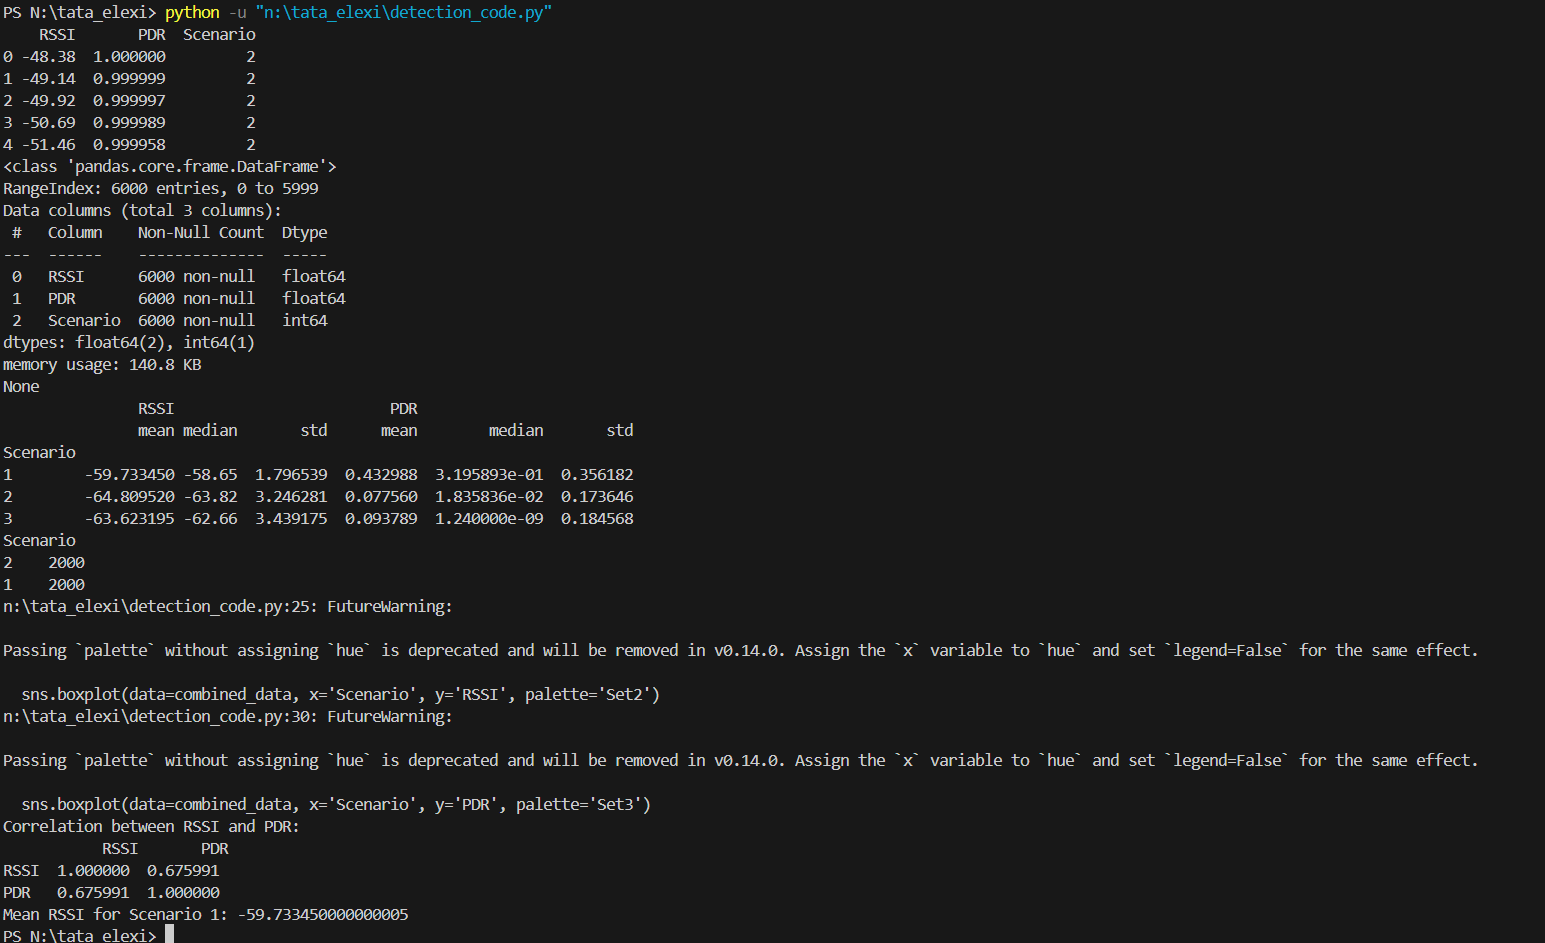 PS N:\tata_elexi> python -u "n:\tata_elexi\detection_code.py"
    RSSI       PDR  Scenario
0 -48.38  1.000000         2
1 -49.14  0.999999         2
2 -49.92  0.999997         2
3 -50.69  0.999989         2
4 -51.46  0.999958         2
<class 'pandas.core.frame.DataFrame'>
RangeIndex: 6000 entries, 0 to 5999
Data columns (total 3 columns):
 #   Column    Non-Null Count  Dtype
---  ------    --------------  -----
 0   RSSI      6000 non-null   float64
 1   PDR       6000 non-null   float64
 2   Scenario  6000 non-null   int64
dtypes: float64(2), int64(1)
memory usage: 140.8 KB
None
               RSSI                        PDR
               mean median       std      mean        median       std
Scenario
1        -59.733450 -58.65  1.796539  0.432988  3.195893e-01  0.356182
2        -64.809520 -63.82  3.246281  0.077560  1.835836e-02  0.173646
3        -63.623195 -62.66  3.439175  0.093789  1.240000e-09  0.184568
Scenario
2    2000
1    2000
n:\tata_elexi\detection_code.py:25: FutureWarning:
Passing `palette` without assigning `hue` is deprecated and will be removed in v0.14.0. Assign the `x` variable to `hue` and set `legend=False` for the same effect.
  sns.boxplot(data=combined_data, x='Scenario', y='RSSI', palette='Set2')
n:\tata_elexi\detection_code.py:30: FutureWarning:
Passing `palette` without assigning `hue` is deprecated and will be removed in v0.14.0. Assign the `x` variable to `hue` and set `legend=False` for the same effect.
  sns.boxplot(data=combined_data, x='Scenario', y='PDR', palette='Set3')
Correlation between RSSI and PDR:
           RSSI       PDR
RSSI  1.000000  0.675991
PDR   0.675991  1.000000
Mean RSSI for Scenario 1: -59.733450000000005
PS N:\tata_elexi>